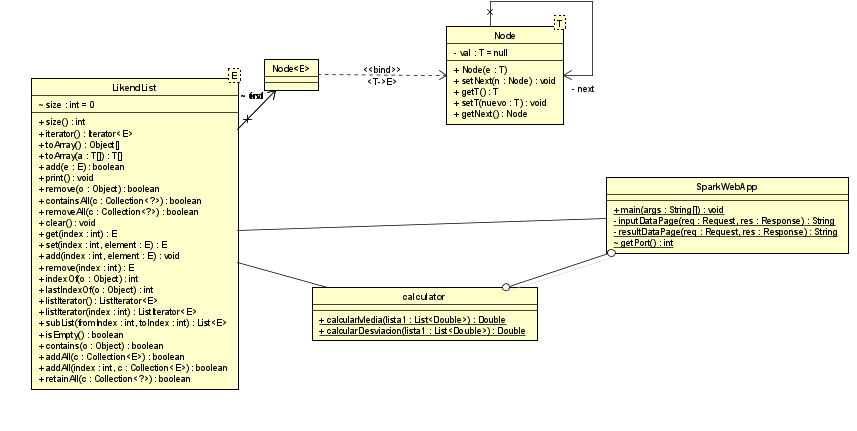 Node
T
- val : T = null
+ Node(e : T)
+ setNext(n : Node) : void
+ getT() : T
+ setT(nuevo : T) : void
+ getNext() : Node
- next
Node<E>
<<bind>>
<T->E>
E
LikendList
~ size : int = 0
+ size() : int
+ iterator() : Iterator<E>
+ toArray() : Object[]
+ toArray(a : T[]) : T[]
+ add(e : E) : boolean
+ print() : void
+ remove(o : Object) : boolean
+ containsAll(c : Collection<?>) : boolean
+ removeAll(c : Collection<?>) : boolean
+ clear() : void
+ get(index : int) : E
+ set(index : int, element : E) : E
+ add(index : int, element : E) : void
+ remove(index : int) : E
+ indexOf(o : Object) : int
+ lastIndexOf(o : Object) : int
+ listIterator() : ListIterator<E>
+ listIterator(index : int) : ListIterator<E>
+ subList(fromIndex : int, toIndex : int) : List<E>
+ isEmpty() : boolean
+ contains(o : Object) : boolean
+ addAll(c : Collection<E>) : boolean
+ addAll(index : int, c : Collection<E>) : boolean
+ retainAll(c : Collection<?>) : boolean
SparkWebApp
+ main(args : String[]) : void
- inputDataPage(req : Request, res : Response) : String
- resultDataPage(req : Request, res : Response) : String
~ getPort() : int
calculator
+ calcularMedia(lista1 : List<Double>) : Double
+ calcularDesviacion(lista1 : List<Double>) : Double